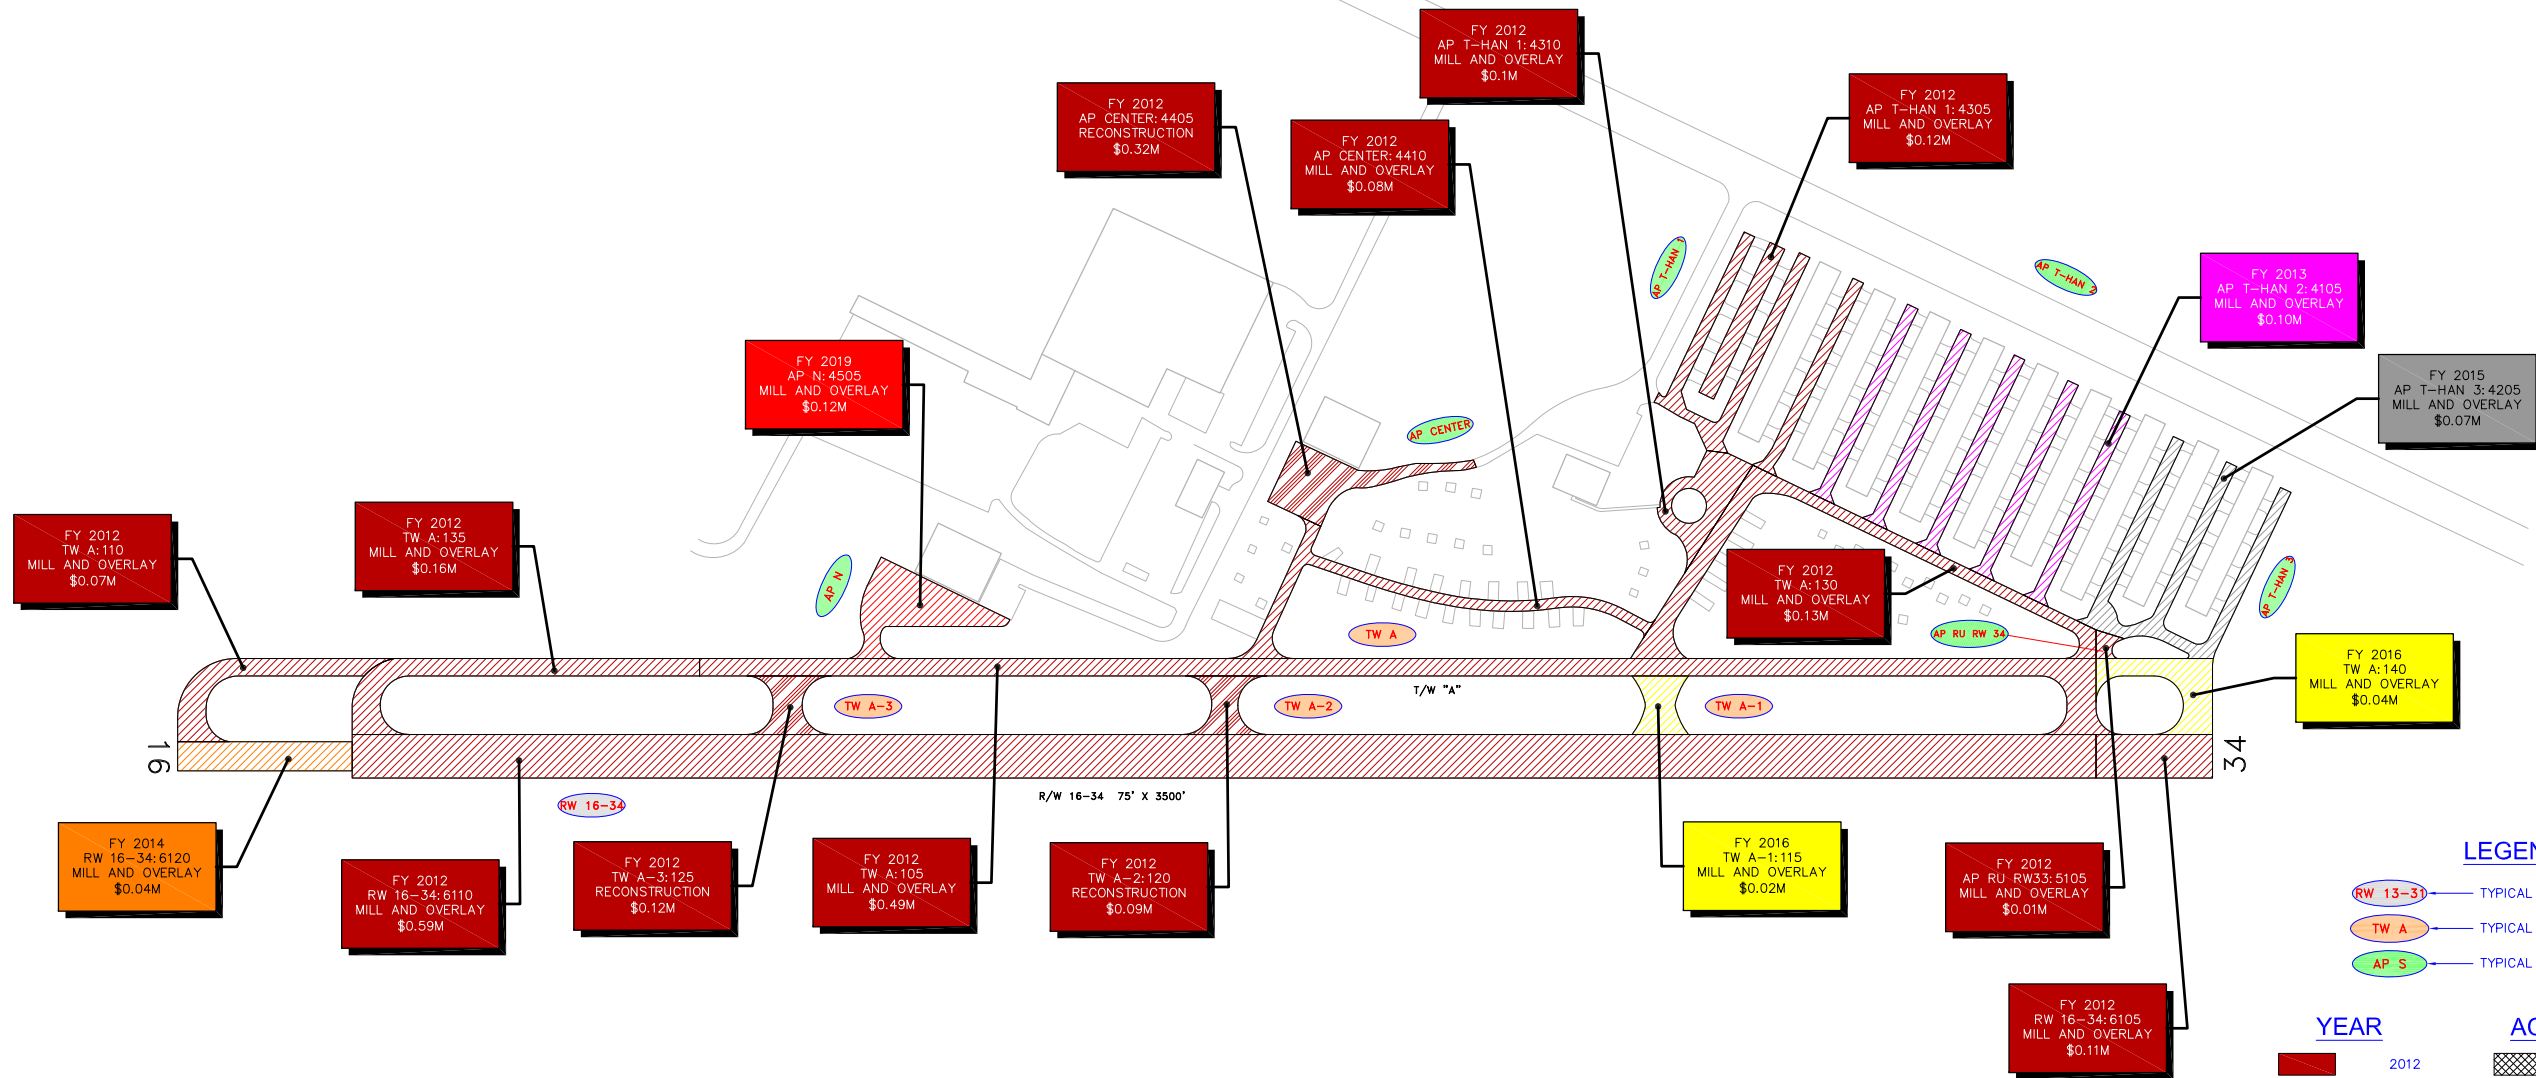 FY 2012
AP T-HAN 1:4310
MILL AND OVERLAY
$0.1M
FY 2012
AP CENTER:4405
RECONSTRUCTION
$0.32M
FY 2012
AP T-HAN 1:4305
MILL AND OVERLAY
$0.12M
FY 2012
AP CENTER:4410
MILL AND OVERLAY
$0.08M
AP T-HAN 1
AP T-HAN 2
FY 2013
AP T-HAN 2:4105
MILL AND OVERLAY
$0.10M
FY 2019
AP N:4505
MILL AND OVERLAY
$0.12M
FY 2015
AP T-HAN 3:4205
MILL AND OVERLAY
$0.07M
AP CENTER
FY 2012
TW A:110
MILL AND OVERLAY
$0.07M
FY 2012
TW A:135
MILL AND OVERLAY
$0.16M
AP N
FY 2012
TW A:130
MILL AND OVERLAY
$0.13M
AP T-HAN 3
TW A
AP RU RW 34
FY 2016
TW A:140
MILL AND OVERLAY
$0.04M
T/W "A"
TW A-3
TW A-2
TW A-1
16
34
RW 16-34
R/W 16-34 75' X 3500'
FY 2014
RW 16-34:6120
MILL AND OVERLAY
$0.04M
FY 2012
RW 16-34:6110
MILL AND OVERLAY
$0.59M
FY 2012
TW A-3:125
RECONSTRUCTION
$0.12M
FY 2012
TW A:105
MILL AND OVERLAY
$0.49M
FY 2012
TW A-2:120
RECONSTRUCTION
$0.09M
FY 2016
TW A-1:115
MILL AND OVERLAY
$0.02M
FY 2012
AP RU RW33:5105
MILL AND OVERLAY
$0.01M
FY 2012
RW 16-34:6105
MILL AND OVERLAY
$0.11M
LEGEN
RW 13-31
TYPICAL
TW A
TYPICAL
AP S
TYPICAL
YEAR
2012